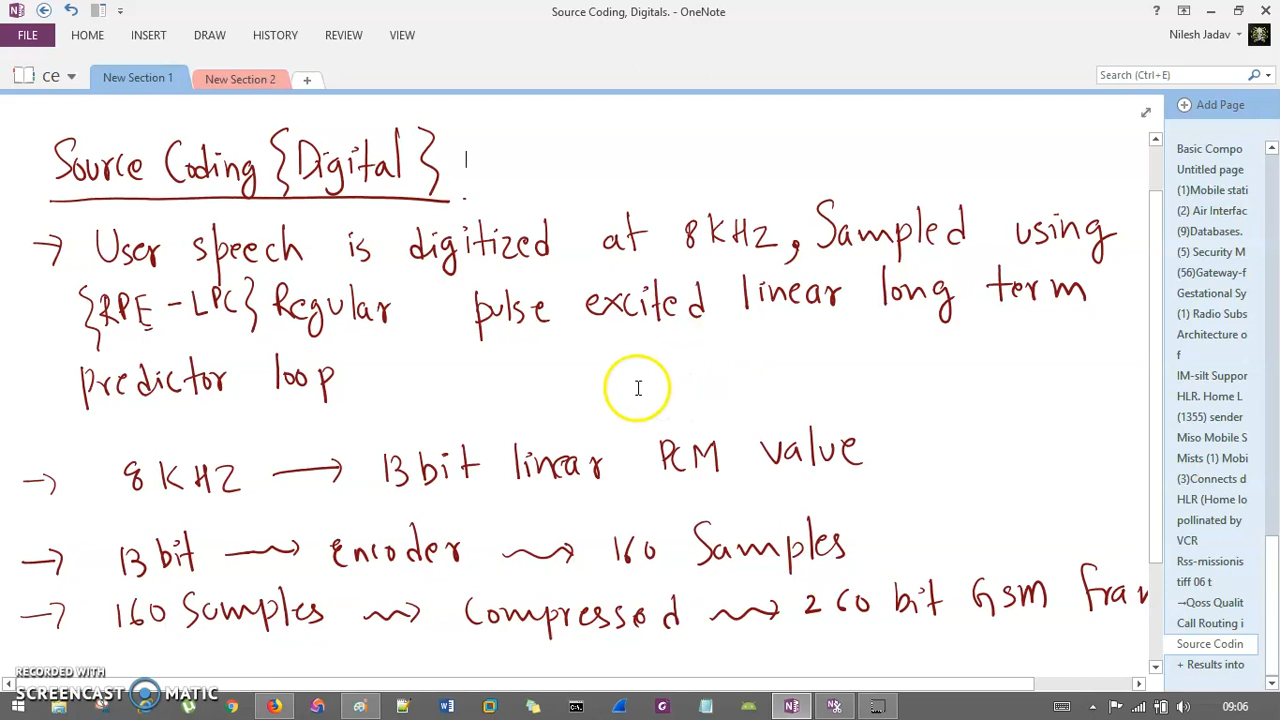 Source Coding, Digitals. - OneNote
?
FILE HOME INSERT DRAW HISTORY REVIEW VIEW
Nilesh Jadav
ce New Section 1 New Section 2 +
Search (Ctrl+E)
Source Coding {Digital}
→ User speech is digitized at 8KHZ, Sampled using
{RPE - LPC} Regular pulse excited linear long term
predictor loop
→ 8 KHZ → 13 bit linear PCM value
→ 13 bit → encoder → 160 Samples
→ 160 Samples → Compressed → 260 bit Gsm fram
Add Page
Basic Compo
Untitled page
(1)Mobile stati
(2) Air Interfac
(9)Databases.
(5) Security M
(56)Gateway-f
Gestational Sy
(1) Radio Subs
Architecture o
f
IM-silt Suppor
HLR. Home L
(1355) sender
Miso Mobile S
Mists (1) Mobi
(3)Connects d
HLR (Home lo
pollinated by
VCR
Rss-missionis
tiff 06 t
→Qoss Qualit
Call Routing i
Source Codin
+ Results into
RECORDED WITH
SCREENCAST MATIC
09:06